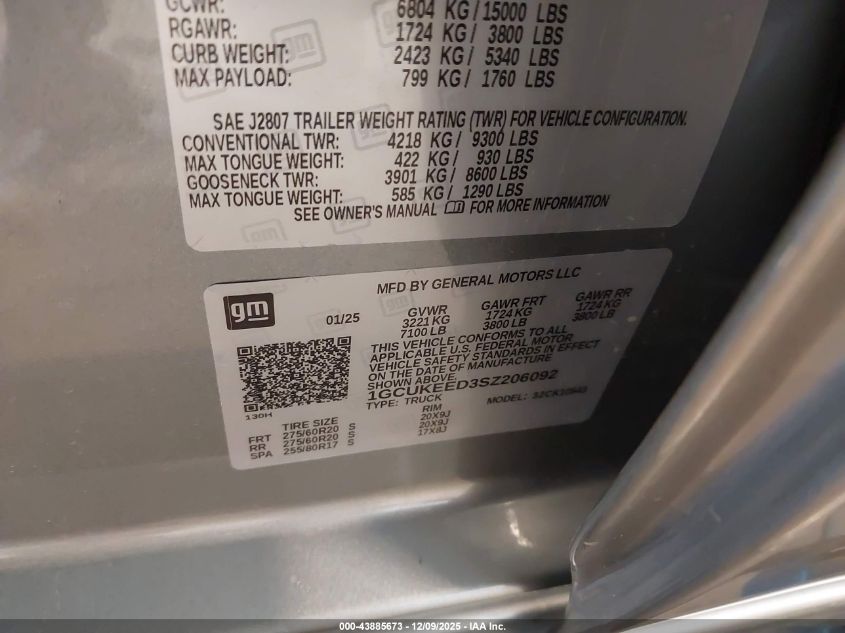 GCWR: 6804 KG/ 15000 LBS
RGAWR: 1724 KG / 3800 LBS
CURB WEIGHT: 2423 KG / 5340 LBS
MAX PAYLOAD: 799 KG / 1760 LBS
SAE J2807 TRAILER WEIGHT RATING (TWR) FOR VEHICLE CONFIGURATION.
CONVENTIONAL TWR: 4218 KG/ 9300 LBS
MAX TONGUE WEIGHT: 422 KG/ 930 LBS
GOOSENECK TWR: 3901 KG/ 8600 LBS
MAX TONGUE WEIGHT: 585 KG/ 1290 LBS
SEE OWNER'S MANUAL FOR MORE INFORMATION
MFD BY GENERAL MOTORS LLC
gm
01/25
GVWR GAWR FRT GAWR RR
3221 KG 1724 KG 1724 KG
7100 LB 3800 LB 3800 LB
THIS VEHICLE CONFORMS TO ALL
APPLICABLE U.S. FEDERAL MOTOR
VEHICLE SAFETY STANDARDS IN EFFECT
ON THE DATE OF MANUFACTURE
SHOWN ABOVE.
1GCUKEED3SZ206092
TYPE: TRUCK MODEL:
130H
TIRE SIZE RIM
FRT 275/60R20 S 20X9J
RR 275/60R20 S 20X9J
SPA 255/80R17 S 17X8J
000-43885673 - 12/09/2025 - IAA Inc.